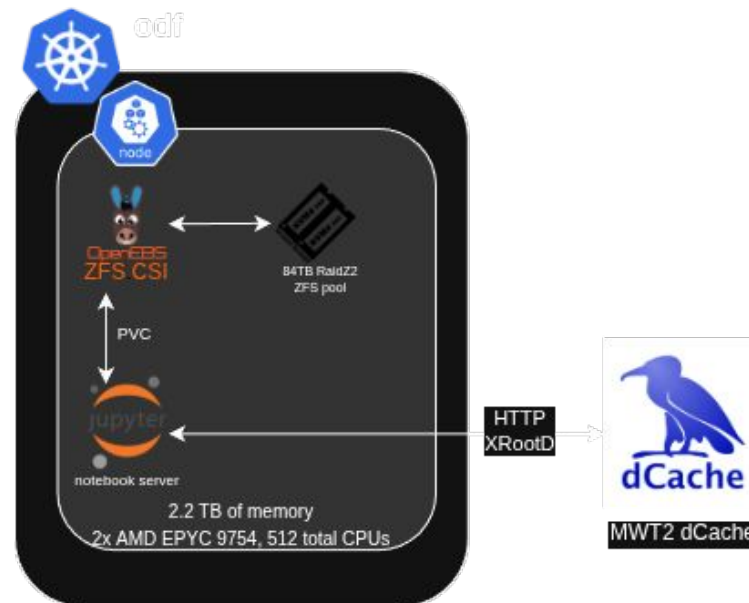 odf
node
OpenEBS
ZFS CSI
84TB RaidZ2
ZFS pool
PVC
jupyter
notebook server
HTTP
XRootD
dCache
MWT2 dCache
2.2 TB of memory
2x AMD EPYC 9754, 512 total CPUs